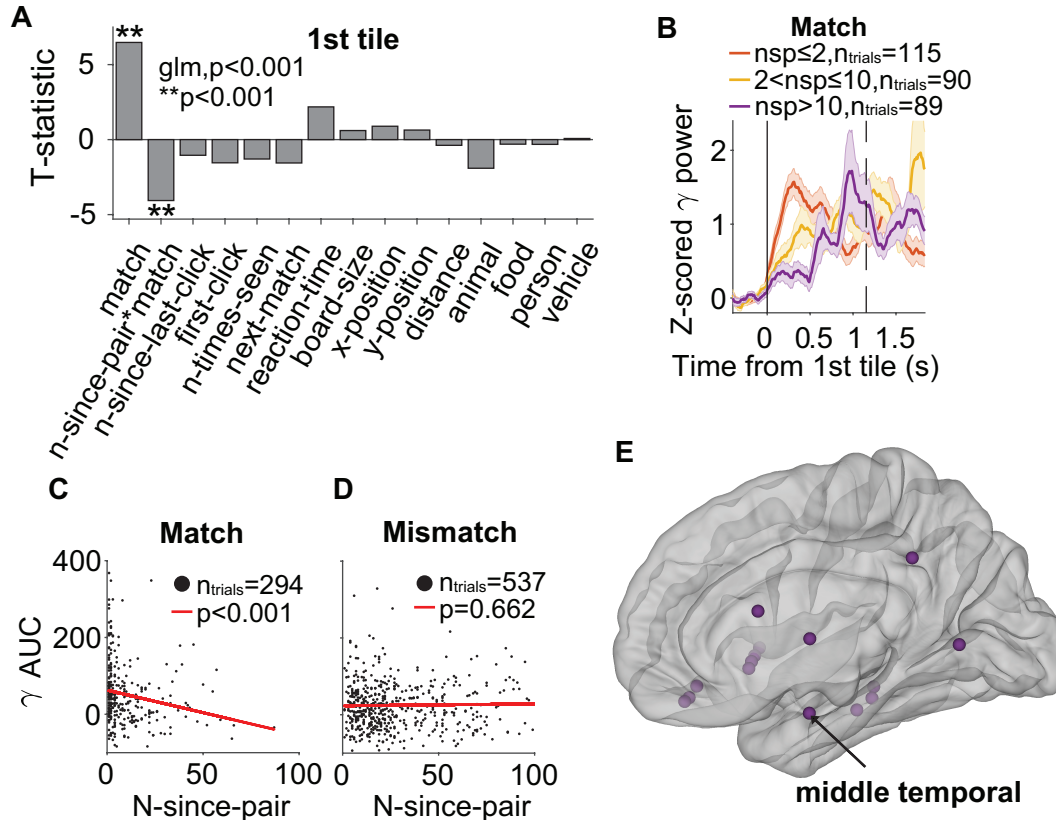 A
1st tile
T-statistic
5
0
-5
**
glm,p<0.001
**p<0.001
**
match
n-since-pair*match
n-since-last-click
first-click
n-times-seen
next-match
reaction-time
board-size
x-position
y-position
distance
animal
food
person
vehicle
B
Match
nsp≤2,ntrials=115
2<nsp≤10,ntrials=90
nsp>10,ntrials=89
Z-scored γ power
2
1
0
0 0.5 1 1.5
Time from 1st tile (s)
C
Match
ntrials=294
p<0.001
γ AUC
400
200
0
0 100
N-since-pair
D
Mismatch
ntrials=537
p=0.662
0 100
N-since-pair
E
middle temporal